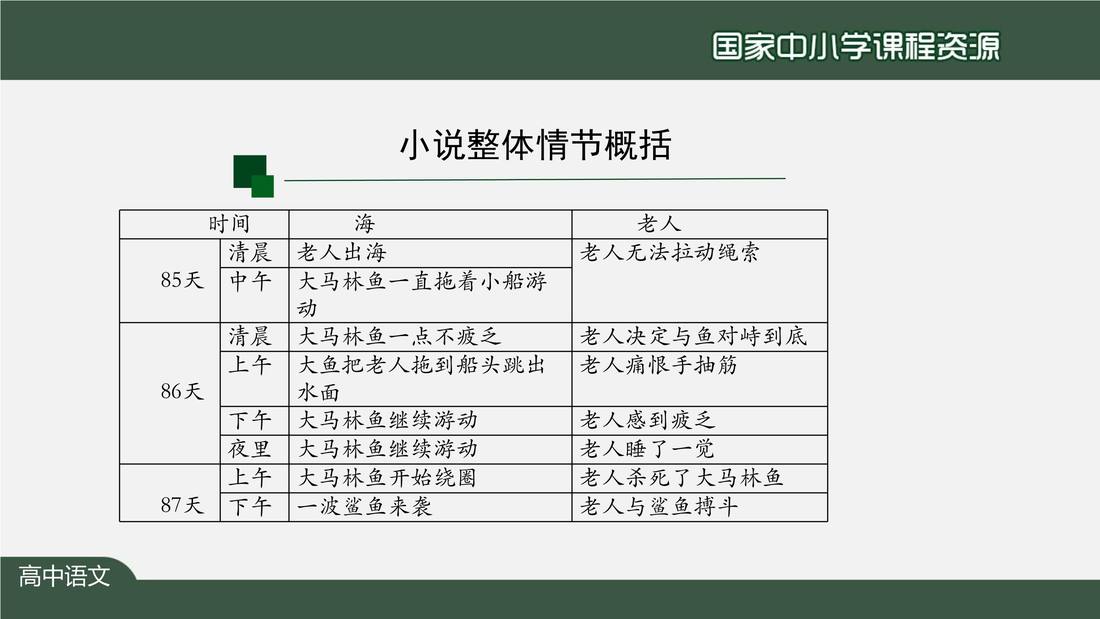 国家中小学课程资源
小说整体情节概括
时间 海 老人
85天 清晨 老人出海 老人无法拉动绳索
中午 大马林鱼一直拖着小船游
动
86天 清晨 大马林鱼一点不疲乏 老人决定与鱼对峙到底
上午 大鱼把老人拖到船头跳出 老人痛恨手抽筋
水面
下午 大马林鱼继续游动 老人感到疲乏
夜里 大马林鱼继续游动 老人睡了一觉
87天 上午 大马林鱼开始绕圈 老人杀死了大马林鱼
下午 一波鲨鱼来袭 老人与鲨鱼搏斗
高中语文